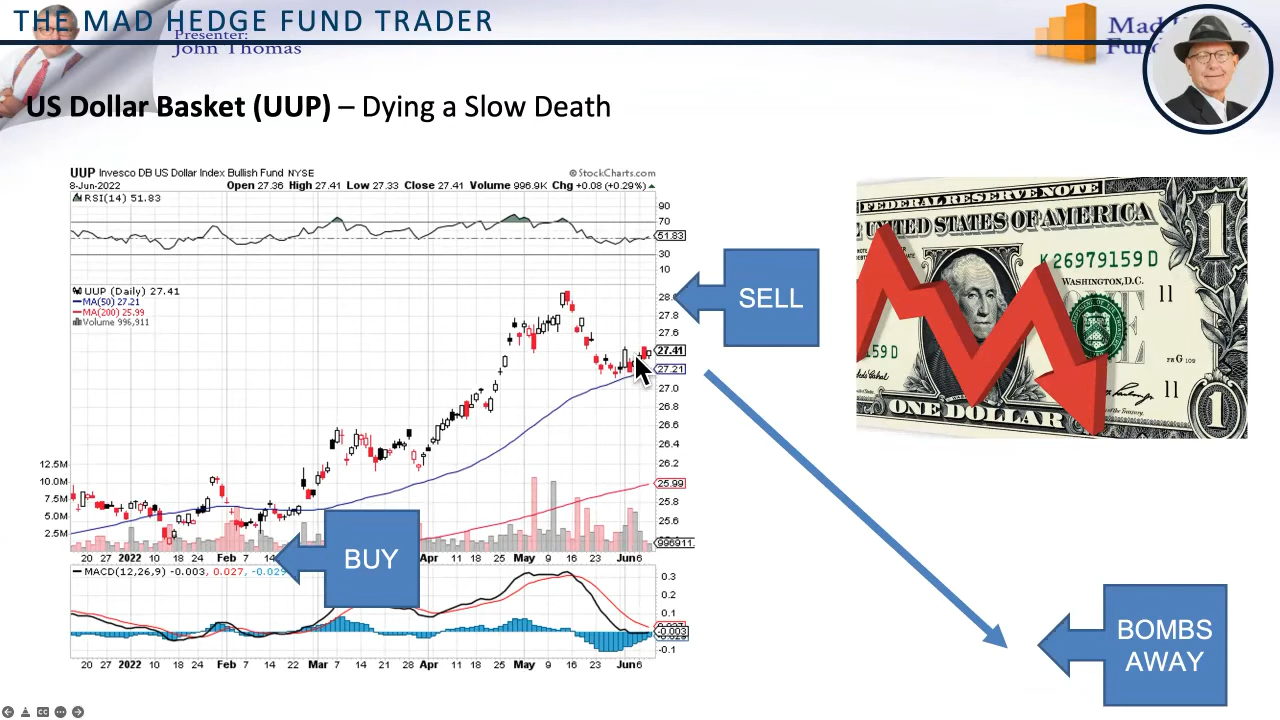 THE MAD HEDGE FUND TRADER
Presenter:
John Thomas
Mad
US Dollar Basket (UUP) – Dying a Slow Death
UUP Invesco DB US Dollar Index Bullish Fund NYSE
© StockCharts.com
8-Jun-2022
Open 27.36 High 27.41 Low 27.33 Close 27.41 Volume 996.9K Chg +0.08 (+0.29%)
RSI(14) 51.83
90
70
51.83
30
10
UUP (Daily) 27.41
MA(50) 27.21
MA(200) 25.99
Volume 996,911
27.8
27.6
27.41
27.21
27.0
26.8
26.6
26.4
26.2
25.99
25.8
25.6
996911
12.5M
10.0M
7.5M
5.0M
2.5M
20 27 2022 10 18 24 Feb 7 14 Apr 11 18 25 May 9 16 23 Jun 6
MACD(12,26,9) -0.003, 0.027, -0.029
0.3
0.2
0.1
-0.003
-0.1
20 27 2022 10 18 24 Feb 7 14 22 Mar 7 14 21 28 Apr 11 18 25 May 9 16 23 Jun 6
SELL
BUY
BOMBS
AWAY
FEDERAL RESERVE NOTE
UNITED STATES OF AMERICA
1
K 26979159 D
WASHINGTON, D.C.
11
59 D
FW G 109
11
ONE DOLLAR
1